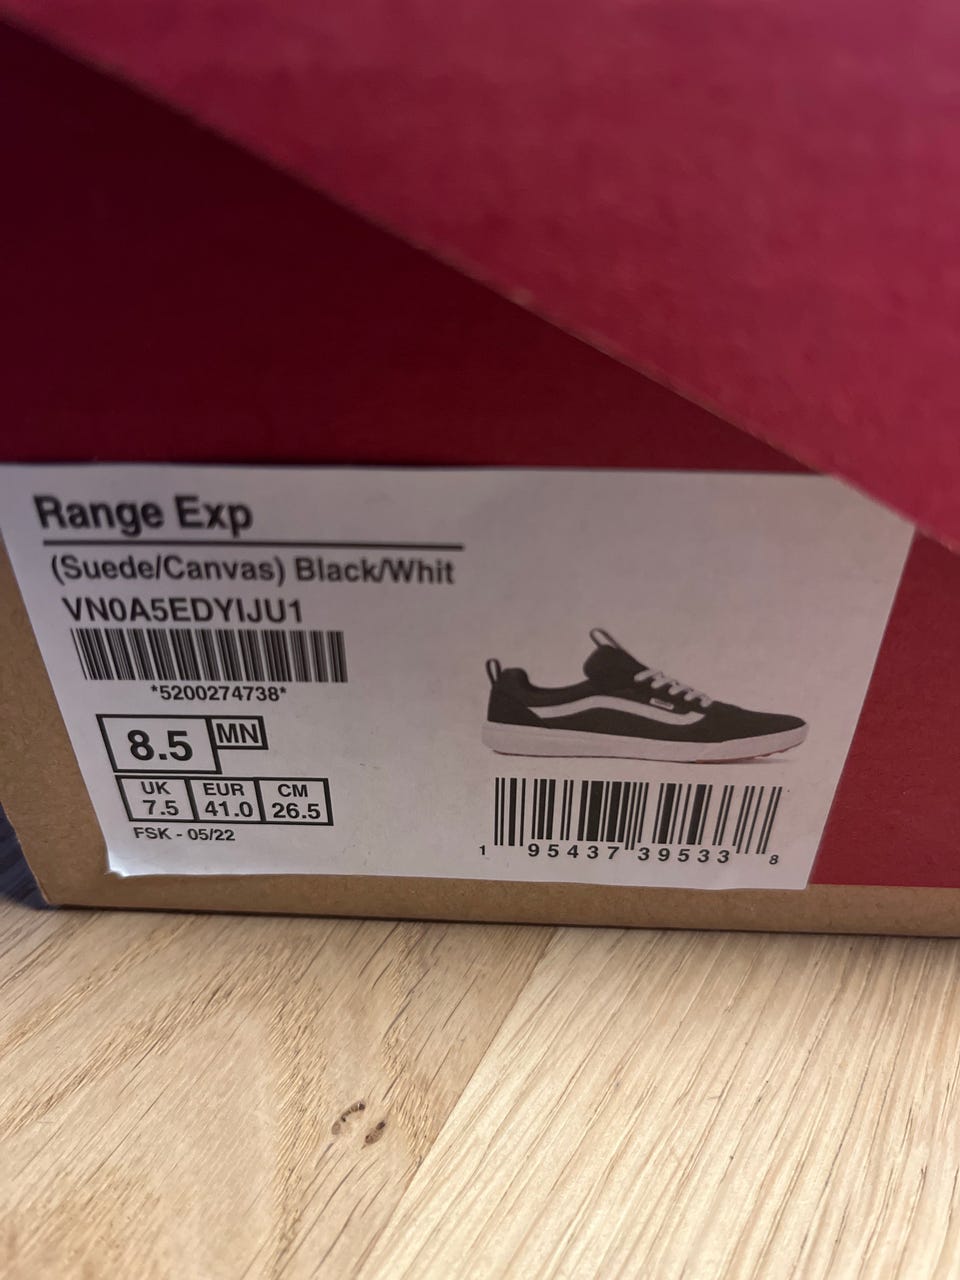 Range Exp
(Suede/Canvas) Black/Whit
VN0A5EDYIJU1
*5200274738*
8.5 MN
UK EUR CM
7.5 41.0 26.5
FSK - 05/22
1 95437 39533 8